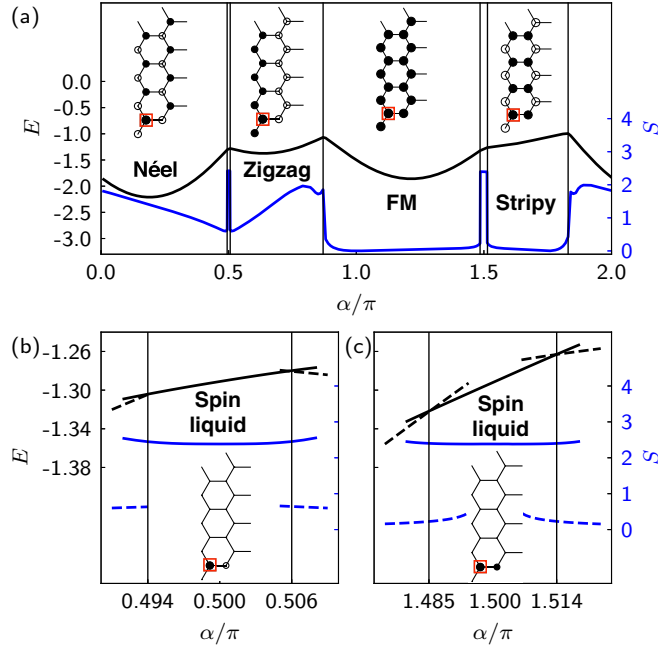 (a)
0.0
-0.5
-1.0
-1.5
-2.0
-2.5
-3.0
E
Néel
Zigzag
FM
Stripy
4
3
2
1
0
S
0.0 0.5 1.0 1.5 2.0
α/π
(b)
-1.26
-1.30
-1.34
-1.38
E
Spin
liquid
0.494 0.500 0.506
α/π
(c)
Spin
liquid
4
3
2
1
0
S
1.485 1.500 1.514
α/π